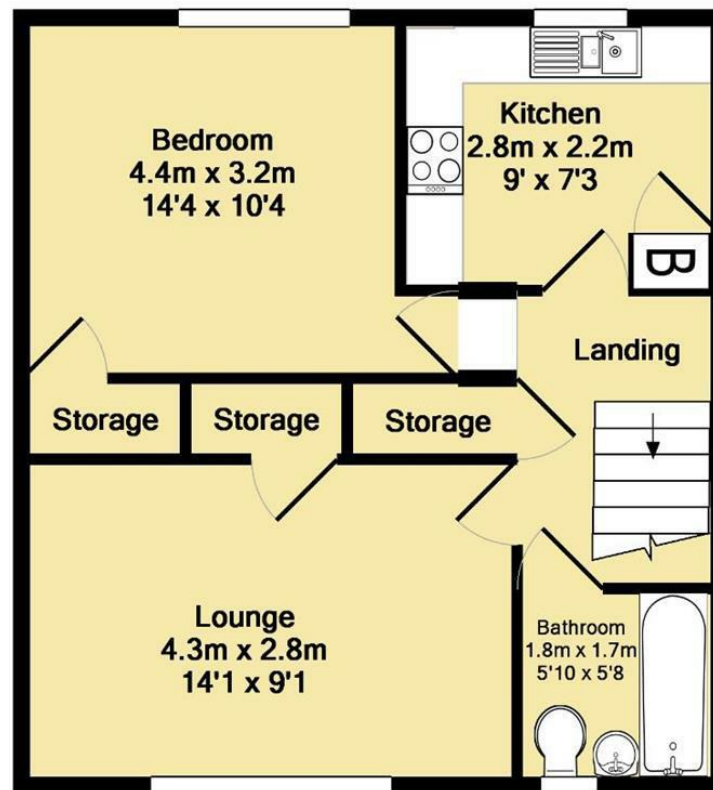 Bedroom
4.4m x 3.2m
14'4 x 10'4
Kitchen
2.8m x 2.2m
9' x 7'3
B
Landing
Storage
Storage
Storage
Lounge
4.3m x 2.8m
14'1 x 9'1
Bathroom
1.8m x 1.7m
5'10 x 5'8